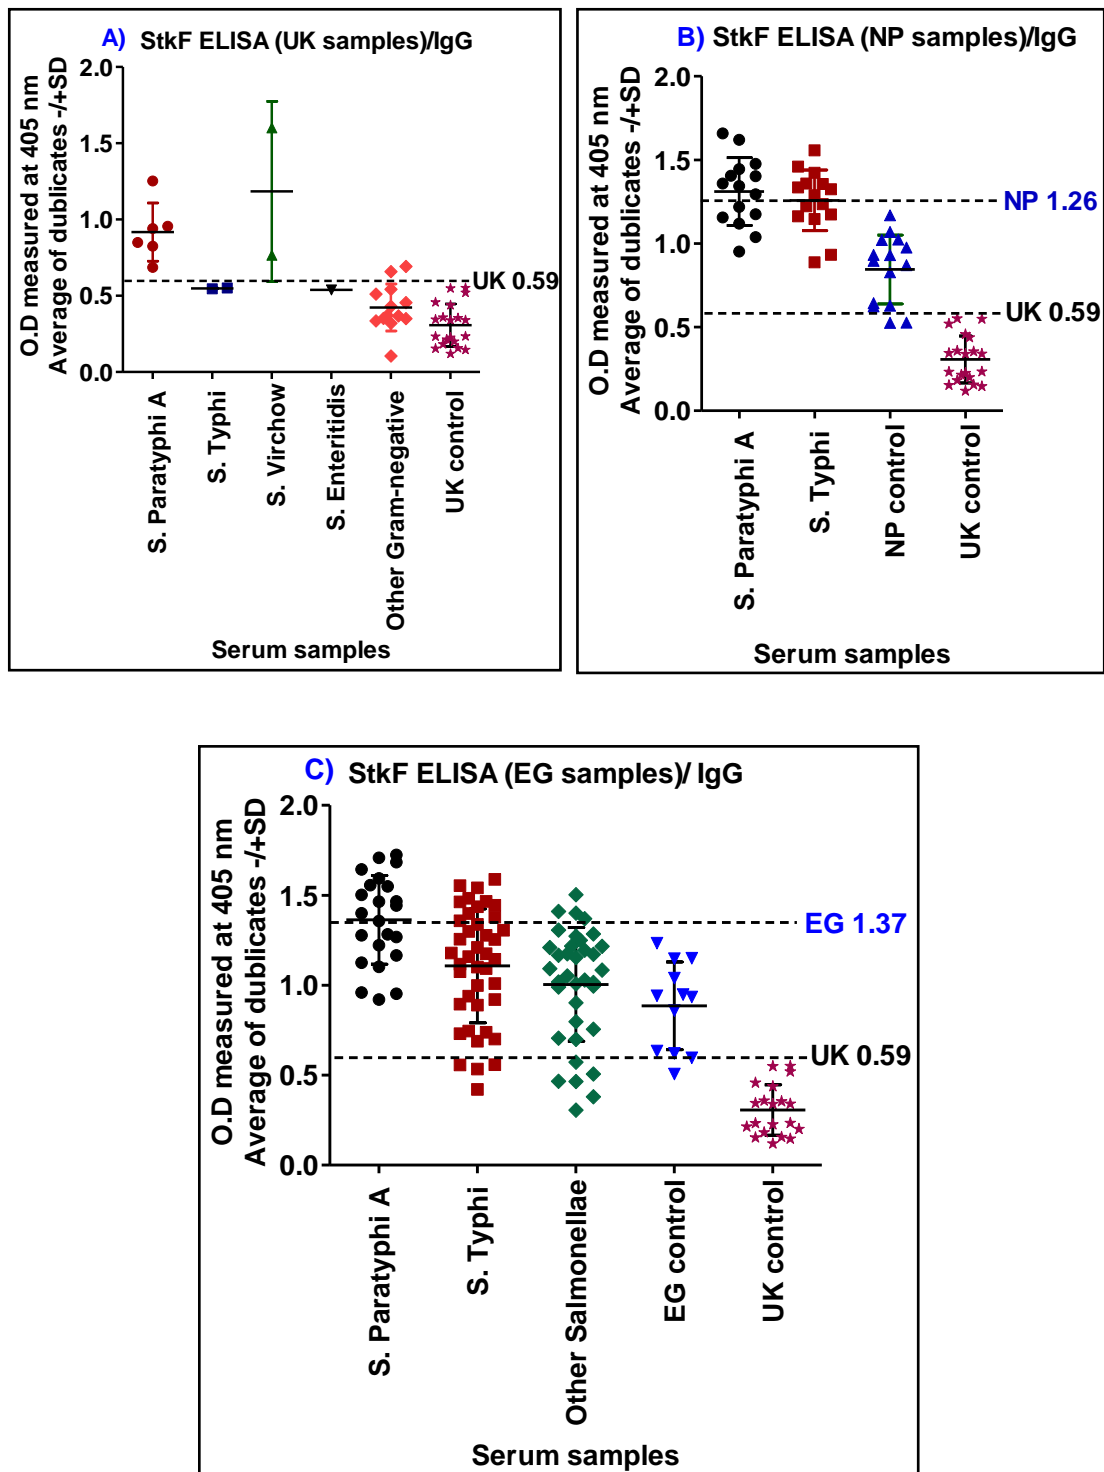 A) StkF ELISA (UK samples)/IgG
O.D measured at 405 nm
Average of dublicates -/+SD
2.0
1.5
1.0
0.5
0.0
UK 0.59
S. Paratyphi A
S. Typhi
S. Virchow
S. Enteritidis
Other Gram-negative
UK control
Serum samples
B) StkF ELISA (NP samples)/IgG
O.D measured at 405 nm
Average of dublicates -/+SD
2.0
1.5
1.0
0.5
0.0
NP 1.26
UK 0.59
S. Paratyphi A
S. Typhi
NP control
UK control
Serum samples
C) StkF ELISA (EG samples)/ IgG
O.D measured at 405 nm
Average of dublicates -/+SD
2.0
1.5
1.0
0.5
0.0
EG 1.37
UK 0.59
S. Paratyphi A
S. Typhi
Other Salmonellae
EG control
UK control
Serum samples